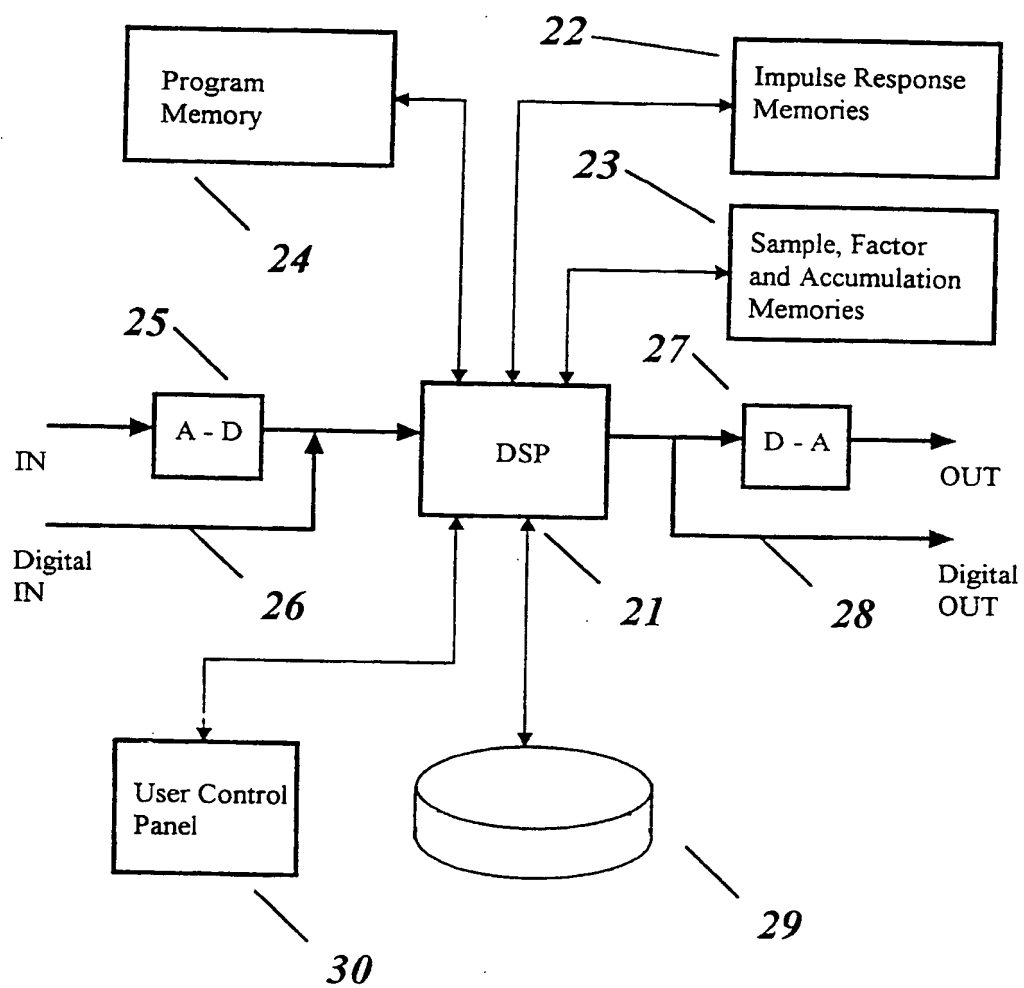 22
Program
Memory
Impulse Response
Memories
23
24
Sample, Factor
and Accumulation
Memories
25
27
A - D
DSP
D - A
IN
OUT
Digital
IN
26
21
28
Digital
OUT
User Control
Panel
29
30